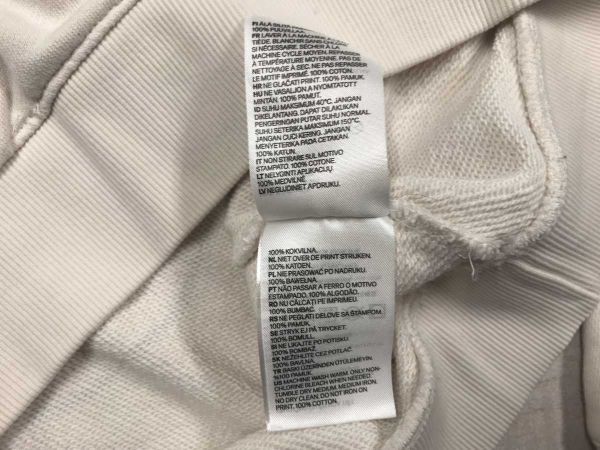 FI ÄLÄ SILITÄ
100% PUUVILLAA
FR LAVER À LA MACHINE À
TIÈDE. BLANCHIR SANS CHLORE
SI NÉCESSAIRE. SÉCHER À LA
MACHINE CYCLE MOYEN. REPASSER
À TEMPÉRATURE MOYENNE. PAS DE
NETTOYAGE À SEC. NE PAS REPASSER
LE MOTIF IMPRIMÉ. 100% COTON.
HR NE GLAČATI PRINT. 100% PAMUK.
HU NE VASALJON A NYOMTATOTT
MINTÁN. 100% PAMUT.
ID SUHU MAKSIMUM 40°C. JANGAN
DIKELANTANG. DAPAT DILAKUKAN
PENGERINGAN PUTAR SUHU NORMAL.
SUHU SETERIKA MAKSIMUM 150°C.
JANGAN CUCI KERING. JANGAN
MENYETERIKA PADA CETAKAN.
100% KATUN.
IT NON STIRARE SUL MOTIVO
STAMPATO. 100% COTONE.
LT NELYGINTI APLIKACIJŲ.
100% MEDVILNĖ.
LV NEGLUDINIET APDRUKU.
100% KOKVILNA.
NL NIET OVER DE PRINT STRIJKEN.
100% KATOEN.
PL NIE PRASOWAĆ PO NADRUKU.
100% BAWEŁNA.
PT NÃO PASSAR A FERRO O MOTIVO
ESTAMPADO. 100% ALGODÃO.
RO NU CĂLCAȚI PE IMPRIMEU.
100% BUMBAC.
RS NE PEGLATI DELOVE SA ŠTAMPOM.
100% PAMUK.
SE STRYK EJ PÅ TRYCKET.
100% BOMULL.
SI NE LIKAJTE PO POTISKU.
100% BOMBAŽ.
SK NEŽEHLITE CEZ POTLAČ.
100% BAVLNA.
TR BASKI ÜZERİNDEN ÜTÜLEMEYİN.
%100 PAMUK.
US MACHINE WASH WARM. ONLY NON-
CHLORINE BLEACH WHEN NEEDED.
TUMBLE DRY MEDIUM. MEDIUM IRON.
NO DRY CLEAN. DO NOT IRON ON
PRINT. 100% COTTON.